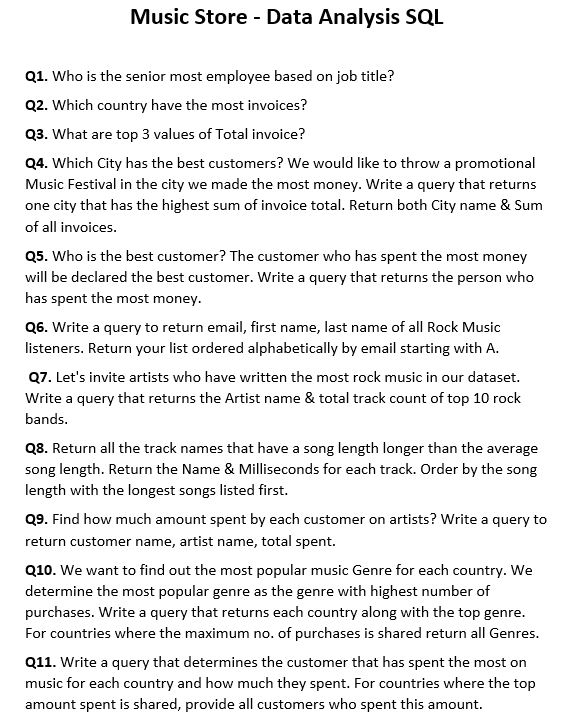 Music Store - Data Analysis SQL
Q1. Who is the senior most employee based on job title?
Q2. Which country have the most invoices?
Q3. What are top 3 values of Total invoice?
Q4. Which City has the best customers? We would like to throw a promotional
Music Festival in the city we made the most money. Write a query that returns
one city that has the highest sum of invoice total. Return both City name & Sum
of all invoices.
Q5. Who is the best customer? The customer who has spent the most money
will be declared the best customer. Write a query that returns the person who
has spent the most money.
Q6. Write a query to return email, first name, last name of all Rock Music
listeners. Return your list ordered alphabetically by email starting with A.
Q7. Let's invite artists who have written the most rock music in our dataset.
Write a query that returns the Artist name & total track count of top 10 rock
bands.
Q8. Return all the track names that have a song length longer than the average
song length. Return the Name & Milliseconds for each track. Order by the song
length with the longest songs listed first.
Q9. Find how much amount spent by each customer on artists? Write a query to
return customer name, artist name, total spent.
Q10. We want to find out the most popular music Genre for each country. We
determine the most popular genre as the genre with highest number of
purchases. Write a query that returns each country along with the top genre.
For countries where the maximum no. of purchases is shared return all Genres.
Q11. Write a query that determines the customer that has spent the most on
music for each country and how much they spent. For countries where the top
amount spent is shared, provide all customers who spent this amount.